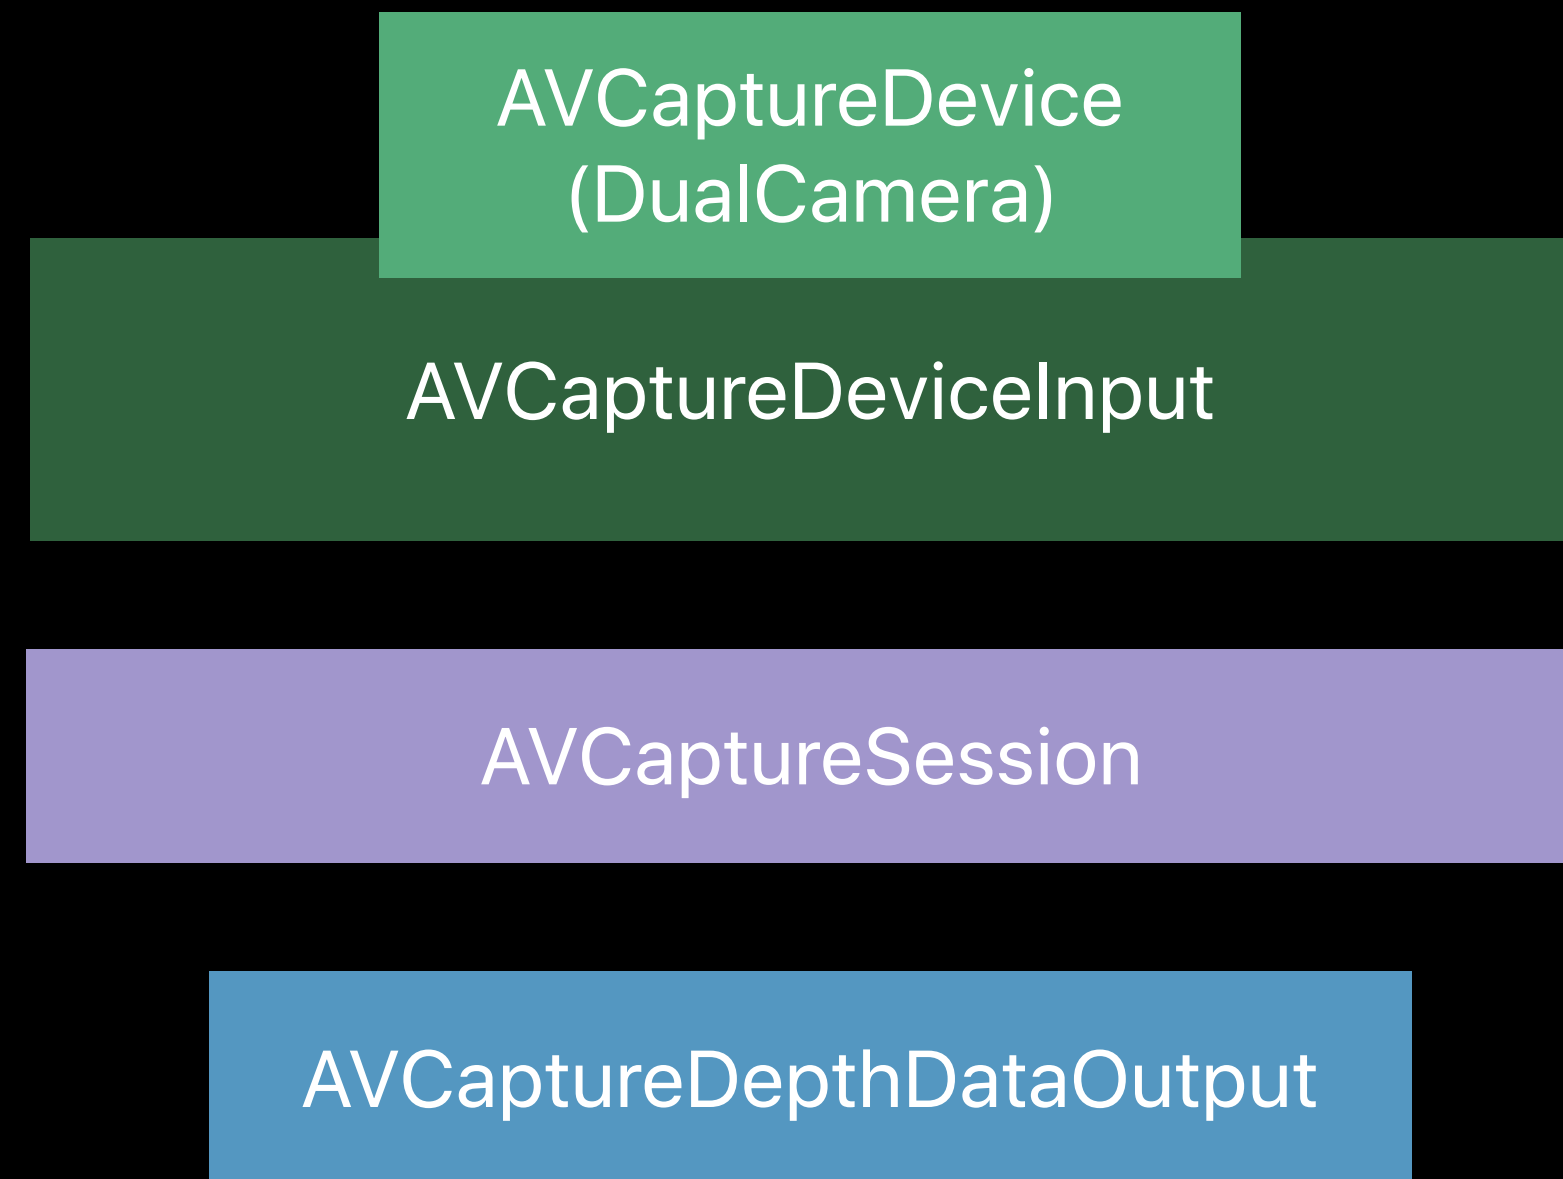 AVCaptureDevice
(DualCamera)
AVCaptureDeviceInput
AVCaptureSession
AVCaptureDepthDataOutput